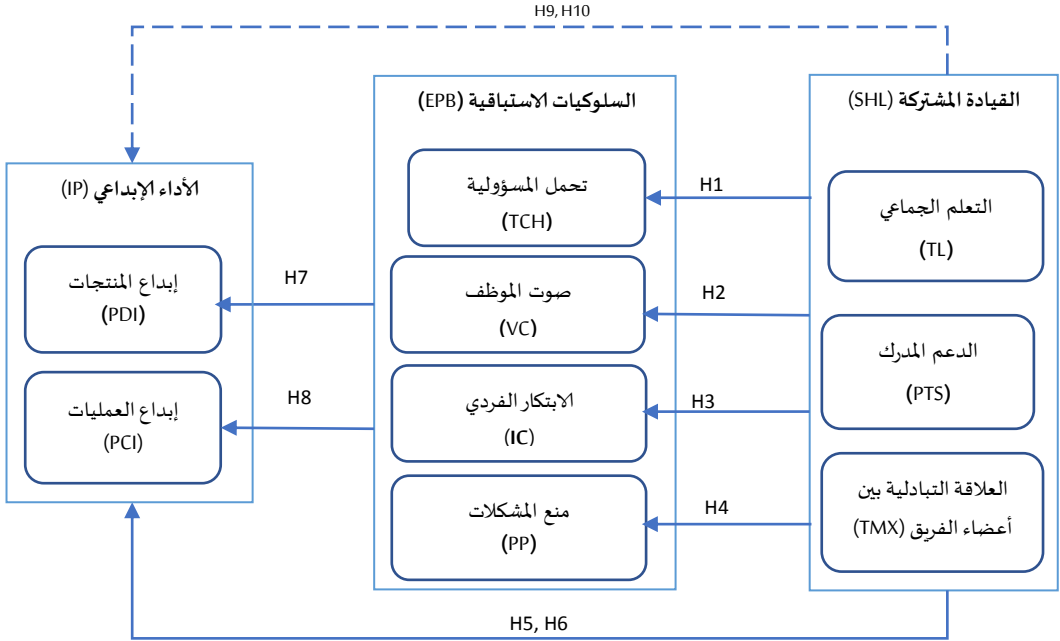 H9, H10
القيادة المشتركة (SHL)
التعلم الجماعي
(TL)
الدعم المدرك
(PTS)
العلاقة التبادلية بين
أعضاء الفريق (TMX)
H1
H2
H3
H4
السلوكيات الاستباقية (EPB)
تحمل المسؤولية
(TCH)
صوت الموظف
(VC)
الابتكار الفردي
(IC)
منع المشكلات
(PP)
H7
H8
الأداء الإبداعي (IP)
إبداع المنتجات
(PDI)
إبداع العمليات
(PCI)
H5, H6